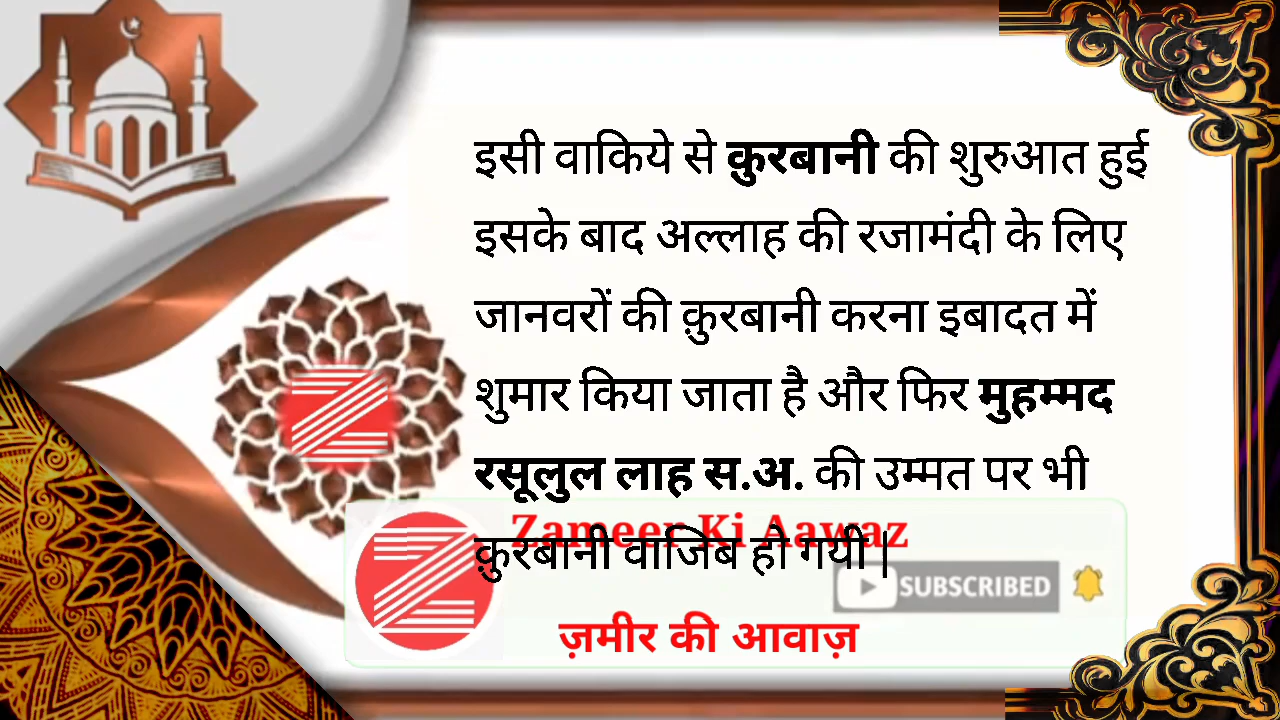 इसी वाकिये से क़ुरबानी की शुरुआत हुई
इसके बाद अल्लाह की रजामंदी के लिए
जानवरों की क़ुरबानी करना इबादत में
शुमार किया जाता है और फिर मुहम्मद
रसूलुल लाह स.अ. की उम्मत पर भी
Zameer Ki Aawaz
क़ुरबानी वाजिब हो गयी |
SUBSCRIBED
ज़मीर की आवाज़